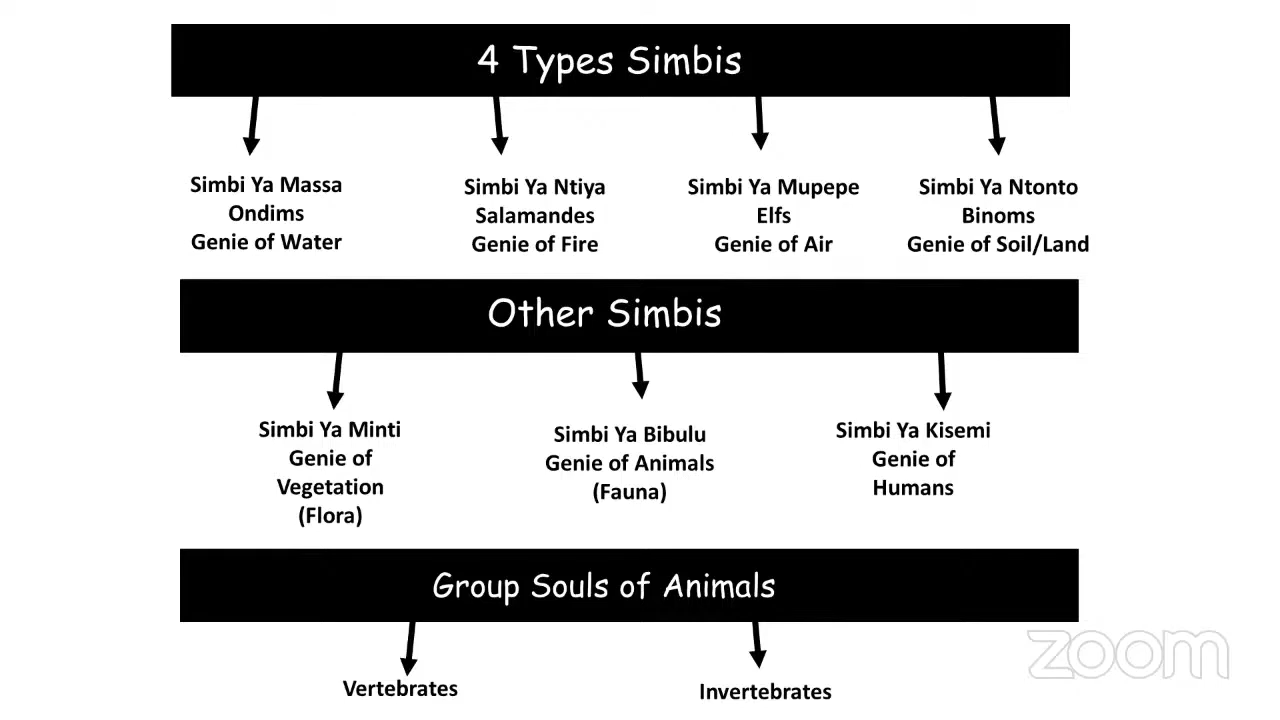 4 Types Simbis
Simbi Ya Massa
Ondims
Genie of Water
Simbi Ya Ntiya
Salamandes
Genie of Fire
Simbi Ya Mupepe
Elfs
Genie of Air
Simbi Ya Ntonto
Binoms
Genie of Soil/Land
Other Simbis
Simbi Ya Minti
Genie of
Vegetation
(Flora)
Simbi Ya Bibulu
Genie of Animals
(Fauna)
Simbi Ya Kisemi
Genie of
Humans
Group Souls of Animals
Vertebrates
Invertebrates
zoom